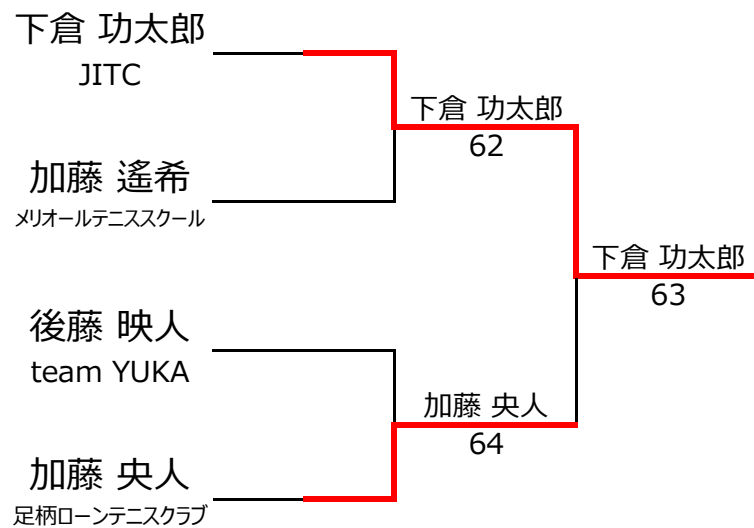 下倉 功太郎
JITC
下倉 功太郎
62
加藤 遙希
メリオールテニススクール
下倉 功太郎
63
後藤 映人
team YUKA
加藤 央人
64
加藤 央人
足柄ローンテニスクラブ